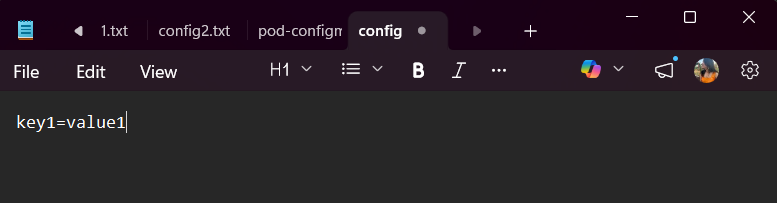 1.txt config2.txt pod-configm config
File Edit View H1 B I
key1=value1